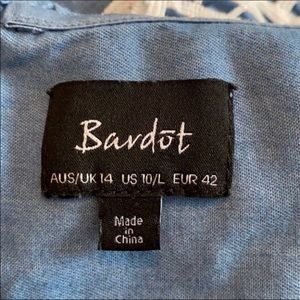 Bardot
AUS/UK 14 US 10/L EUR 42
Made
in
China